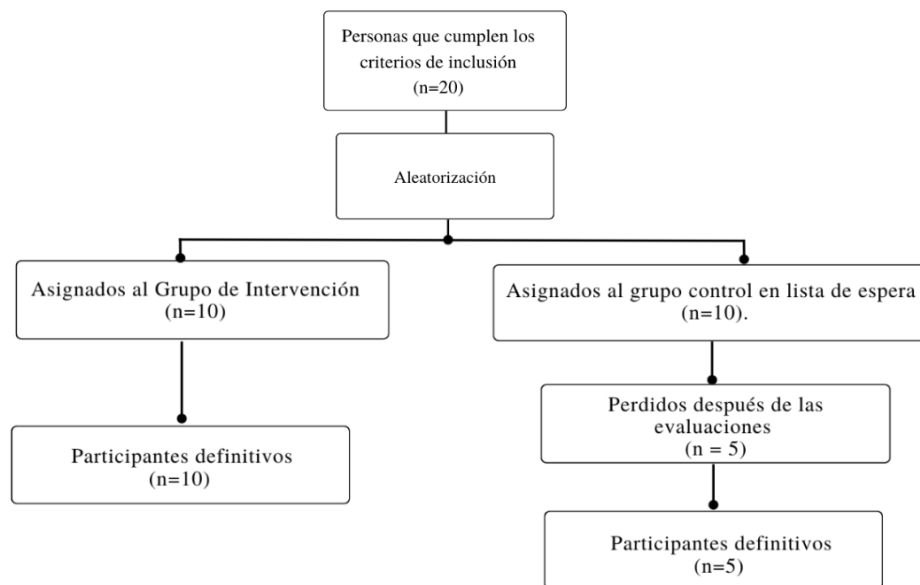 Personas que cumplen los
criterios de inclusión
(n=20)
Aleatorización
Asignados al Grupo de Intervención
(n=10)
Asignados al grupo control en lista de espera
(n=10).
Perdidos después de las
evaluaciones
(n = 5)
Participantes definitivos
(n=10)
Participantes definitivos
(n=5)